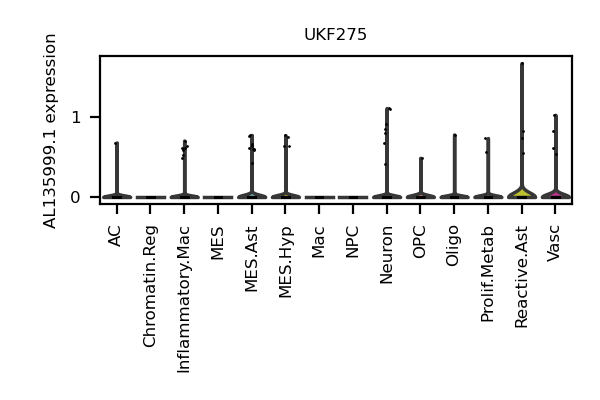 UKF275
AL135999.1 expression
1
0
AC
Chromatin.Reg
Inflammatory.Mac
MES
MES.Ast
MES.Hyp
Mac
NPC
Neuron
OPC
Oligo
Prolif.Metab
Reactive.Ast
Vasc